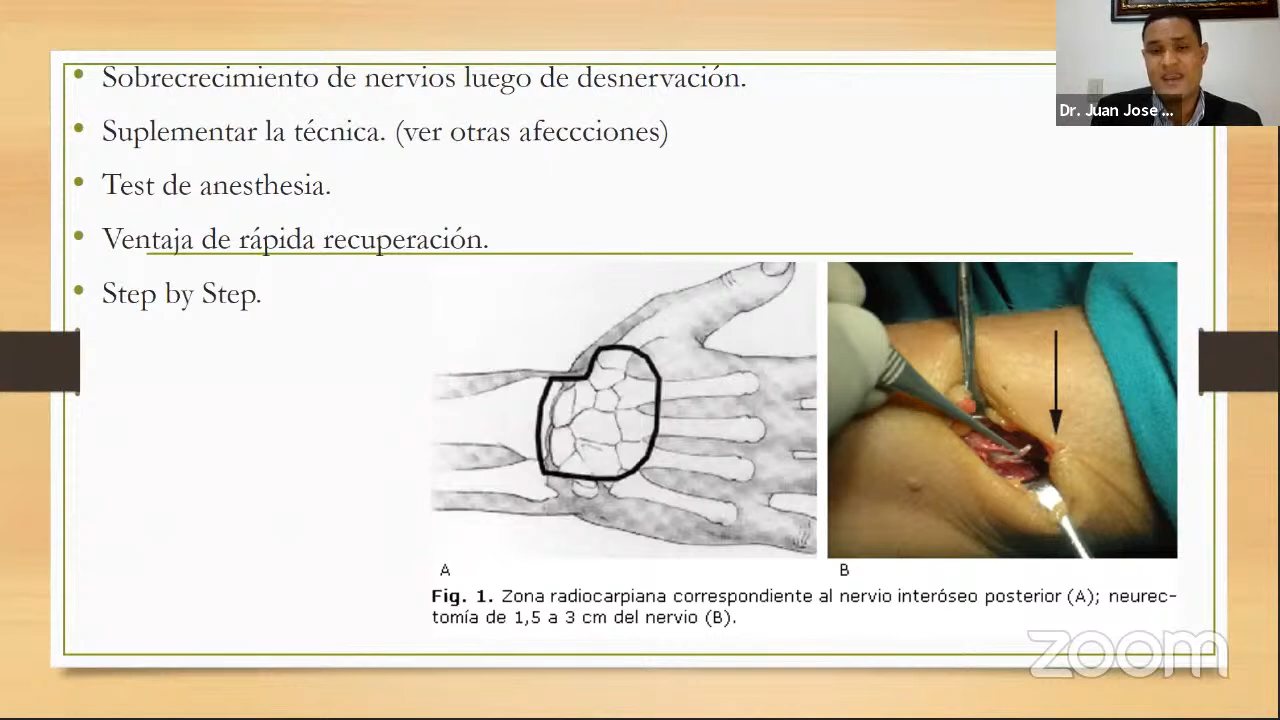 Sobrecrecimiento de nervios luego de desnervación.
Suplementar la técnica. (ver otras afeccciones)
Test de anesthesia.
Ventaja de rápida recuperación.
Step by Step.
Dr. Juan Jose ...
A
B
Fig. 1. Zona radiocarpiana correspondiente al nervio interóseo posterior (A); neurec-
tomía de 1,5 a 3 cm del nervio (B).
zoom